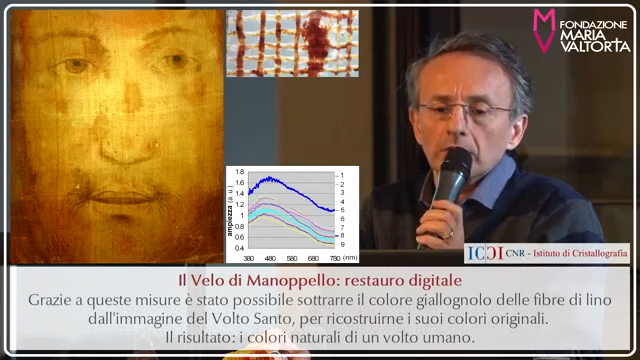 FONDAZIONE
MARIA
VALTORTA
ampiezza (a. u.)
1.8
1.6
1.4
1.2
1
0.8
0.6
0.4
380 480 580 680 780 (nm)
1
2
3
4
5
6
7
8
9
IC CNR - Istituto di Cristallografia
Il Velo di Manoppello: restauro digitale
Grazie a queste misure è stato possibile sottrarre il colore giallognolo delle fibre di lino
dall'immagine del Volto Santo, per ricostruirne i suoi colori originali.
Il risultato: i colori naturali di un volto umano.